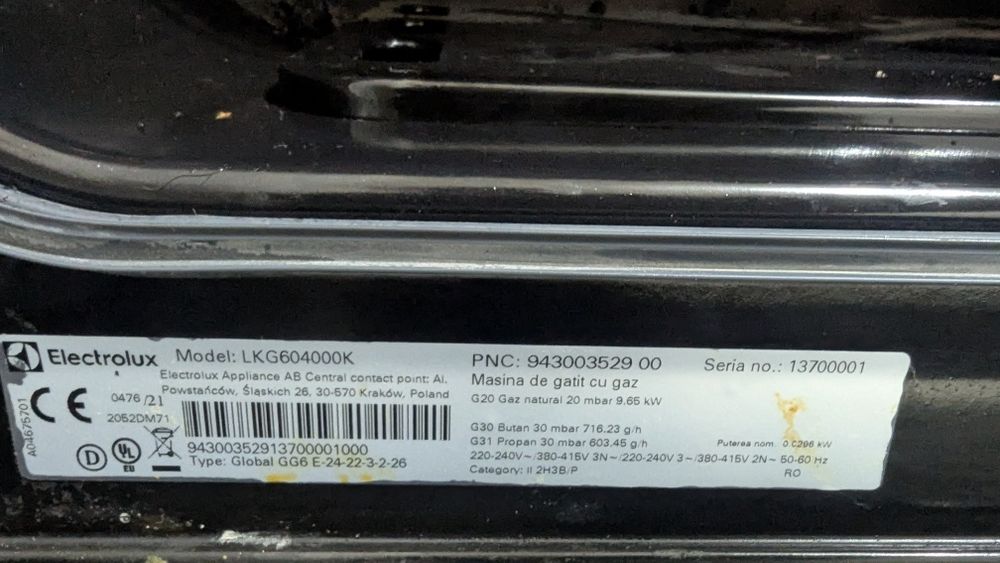 Electrolux Model: LKG604000K
Electrolux Appliance AB Central contact point: Al.
Powstańców, Śląskich 26, 30-570 Kraków, Poland
CE 0476 /21
2052DM71
A04675701
D UL EU
94300352913700001000
Type: Global GG6 E-24-22-3-2-26
PNC: 943003529 00
Seria no.: 13700001
Masina de gatit cu gaz
G20 Gaz natural 20 mbar 9.65 kW
G30 Butan 30 mbar 716.23 g/h
G31 Propan 30 mbar 603.45 g/h
Puterea nom. 0.0296 kW
220-240V~/380-415V 3N~/220-240V 3~/380-415V 2N~ 50-60 Hz
Category: II 2H3B/P
RO